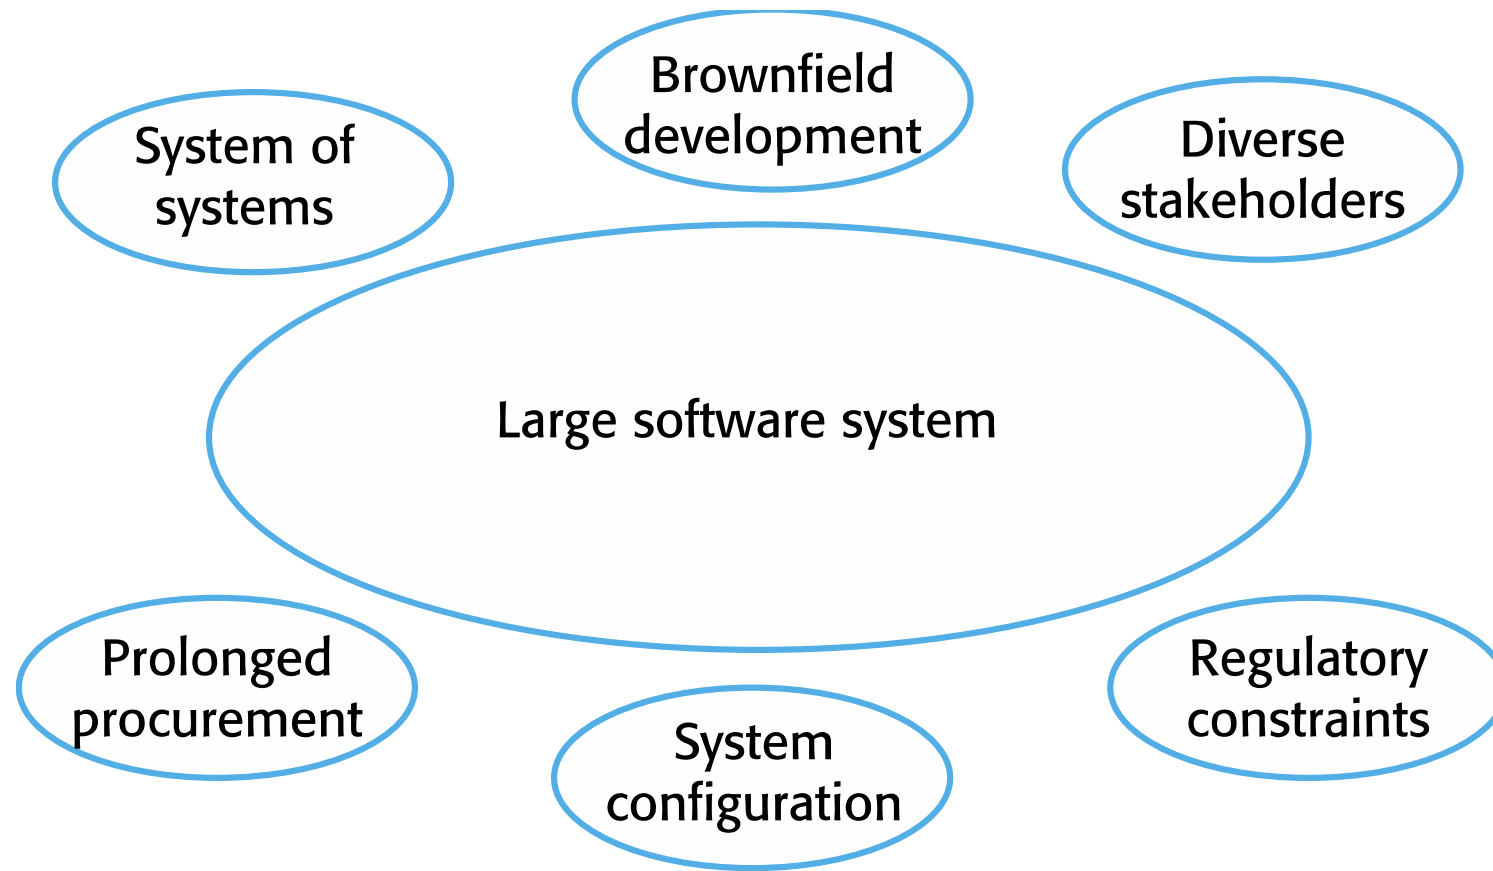 Brownfield
development
System of
systems
Diverse
stakeholders
Large software system
Prolonged
procurement
System
configuration
Regulatory
constraints